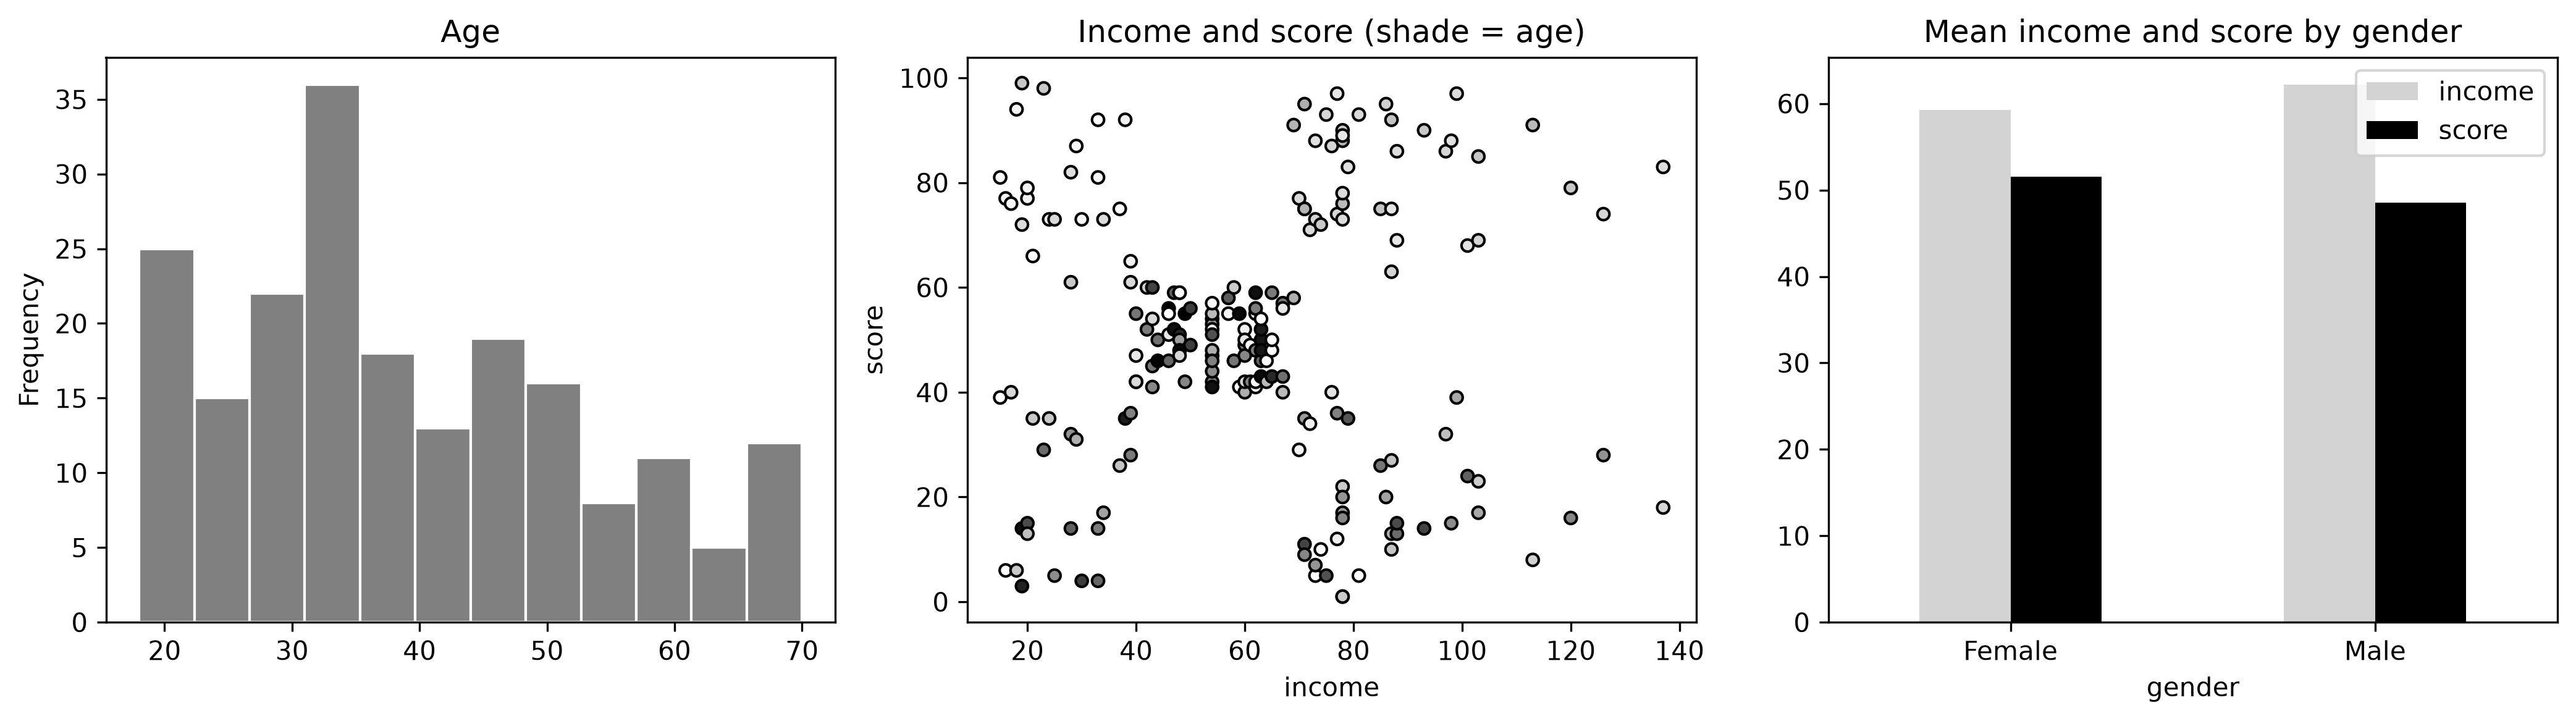 Age
Frequency
35
30
25
20
15
10
5
0
20 30 40 50 60 70
Income and score (shade = age)
score
100
80
60
40
20
0
20 40 60 80 100 120 140
income
Mean income and score by gender
income
score
60
50
40
30
20
10
0
Female Male
gender